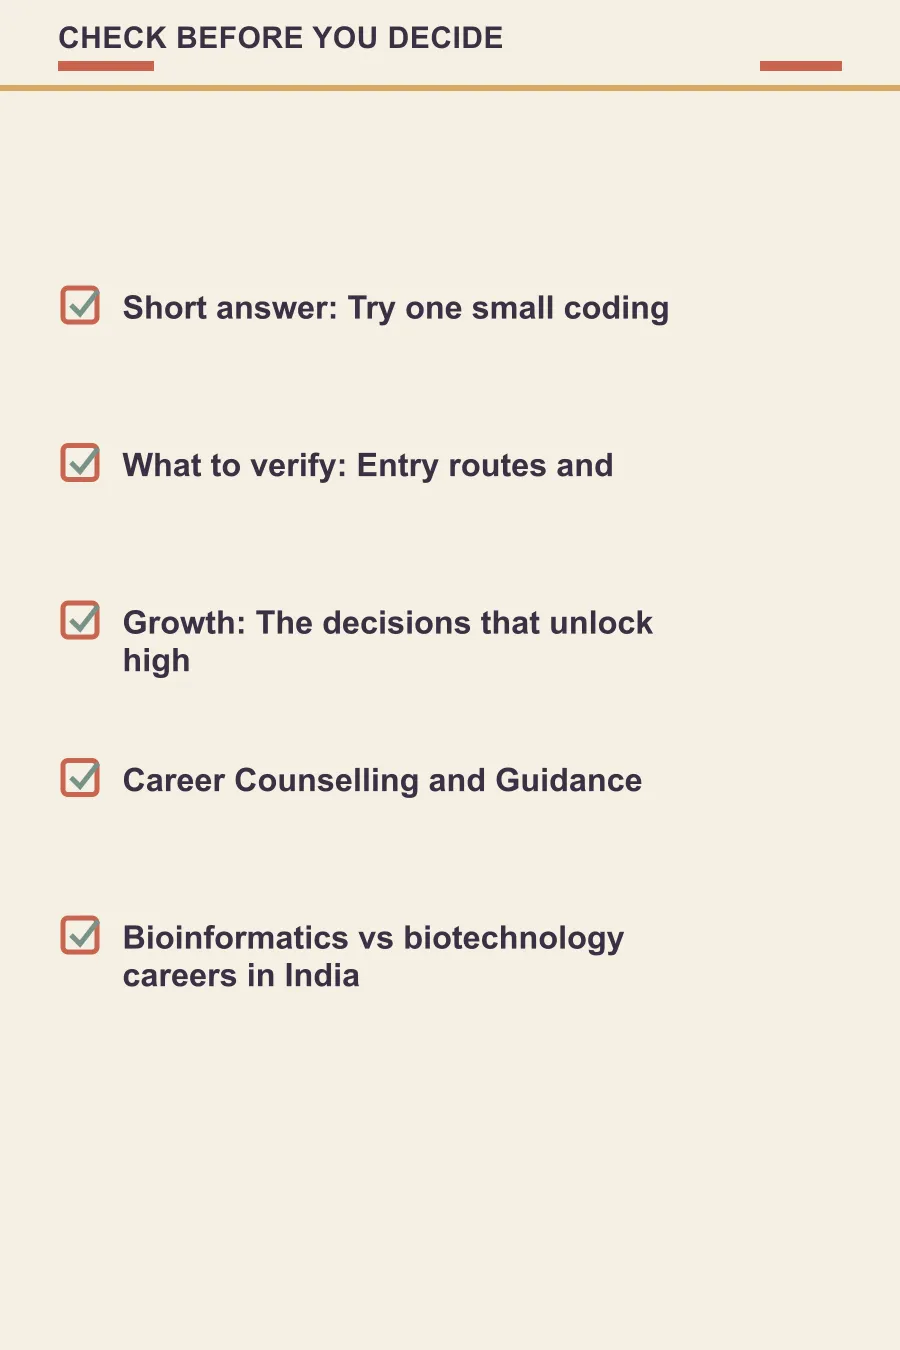 CHECK BEFORE YOU DECIDE
Short answer: Try one small coding
What to verify: Entry routes and
Growth: The decisions that unlock
high
Career Counselling and Guidance
Bioinformatics vs biotechnology
careers in India